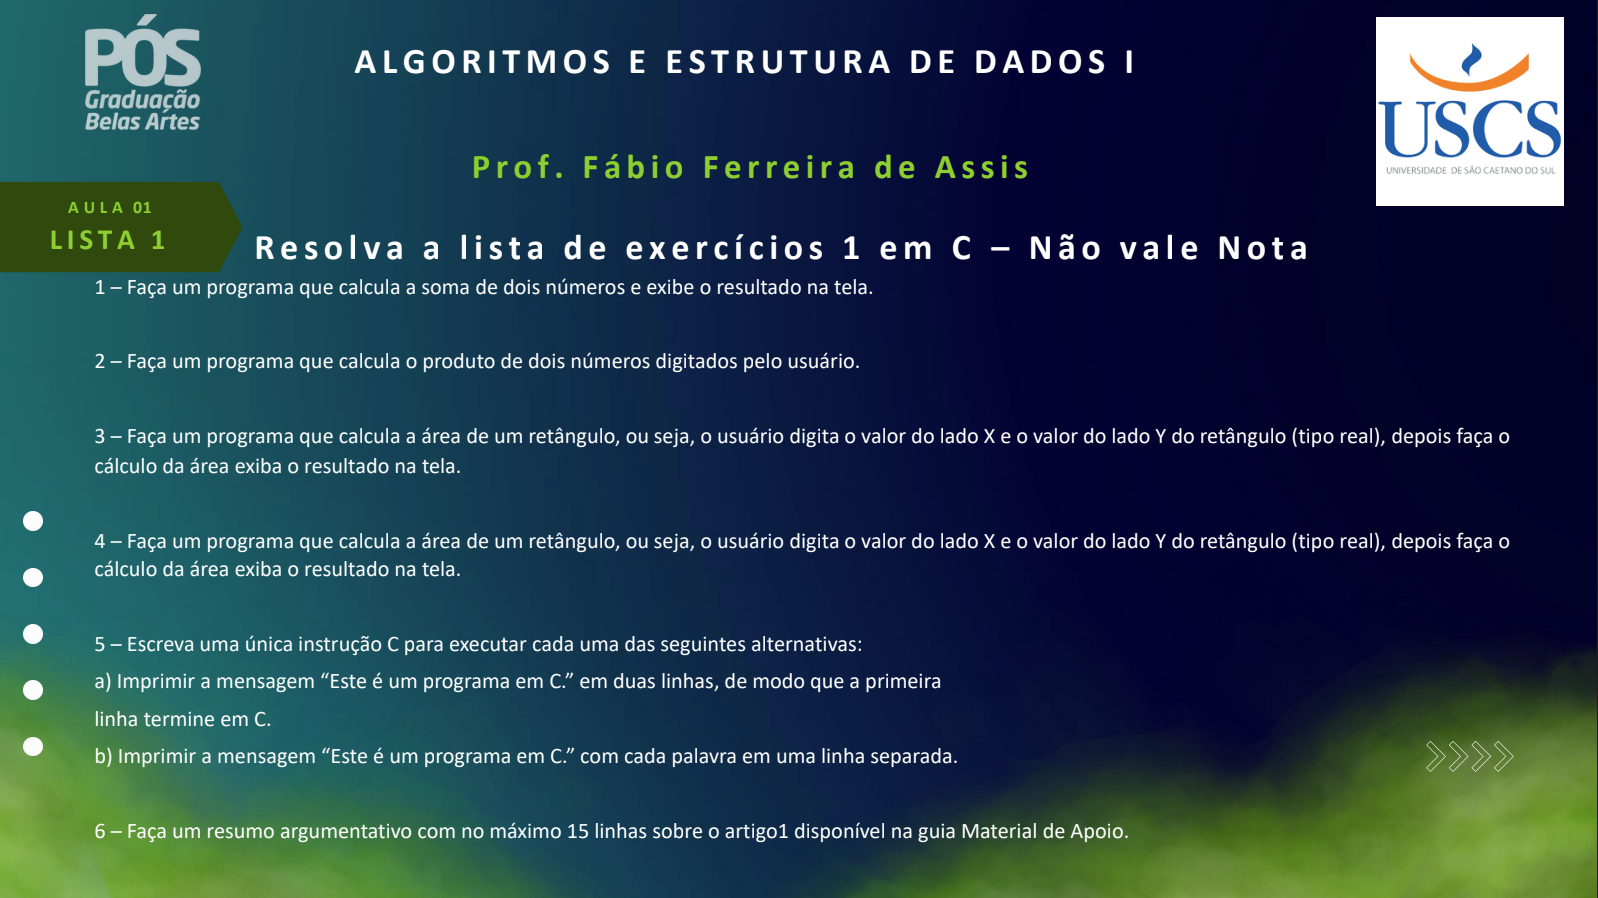 PÓS
Graduação
Belas Artes
ALGORITMOS E ESTRUTURA DE DADOS I
USCS
UNIVERSIDADE DE SÃO CAETANO DO SUL
Prof. Fábio Ferreira de Assis
AULA 01
LISTA 1
Resolva a lista de exercícios 1 em C – Não vale Nota
1 – Faça um programa que calcula a soma de dois números e exibe o resultado na tela.
2 – Faça um programa que calcula o produto de dois números digitados pelo usuário.
3 – Faça um programa que calcula a área de um retângulo, ou seja, o usuário digita o valor do lado X e o valor do lado Y do retângulo (tipo real), depois faça o
cálculo da área exiba o resultado na tela.
4 – Faça um programa que calcula a área de um retângulo, ou seja, o usuário digita o valor do lado X e o valor do lado Y do retângulo (tipo real), depois faça o
cálculo da área exiba o resultado na tela.
5 – Escreva uma única instrução C para executar cada uma das seguintes alternativas:
a) Imprimir a mensagem “Este é um programa em C.” em duas linhas, de modo que a primeira
linha termine em C.
b) Imprimir a mensagem “Este é um programa em C.” com cada palavra em uma linha separada.
6 – Faça um resumo argumentativo com no máximo 15 linhas sobre o artigo1 disponível na guia Material de Apoio.